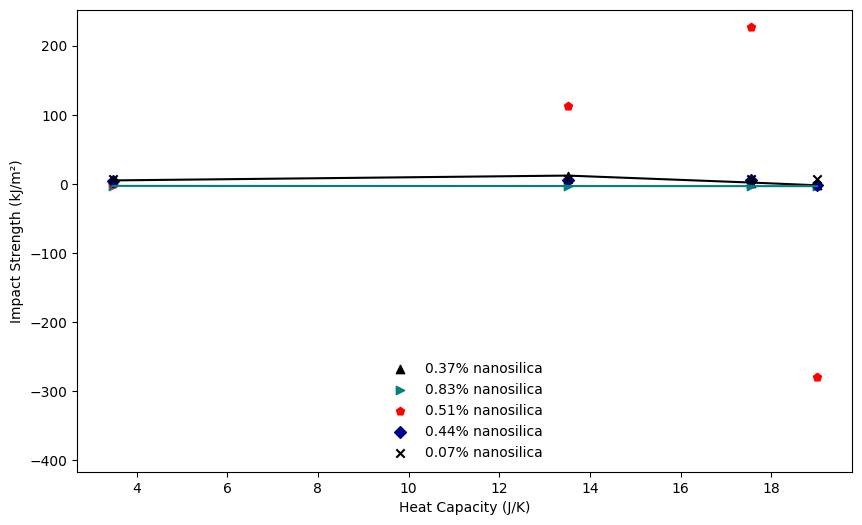 200
100
0
−100
−200
−300
−400
Impact Strength (kJ/m²)
0.37% nanosilica
0.83% nanosilica
0.51% nanosilica
0.44% nanosilica
0.07% nanosilica
4 6 8 10 12 14 16 18
Heat Capacity (J/K)